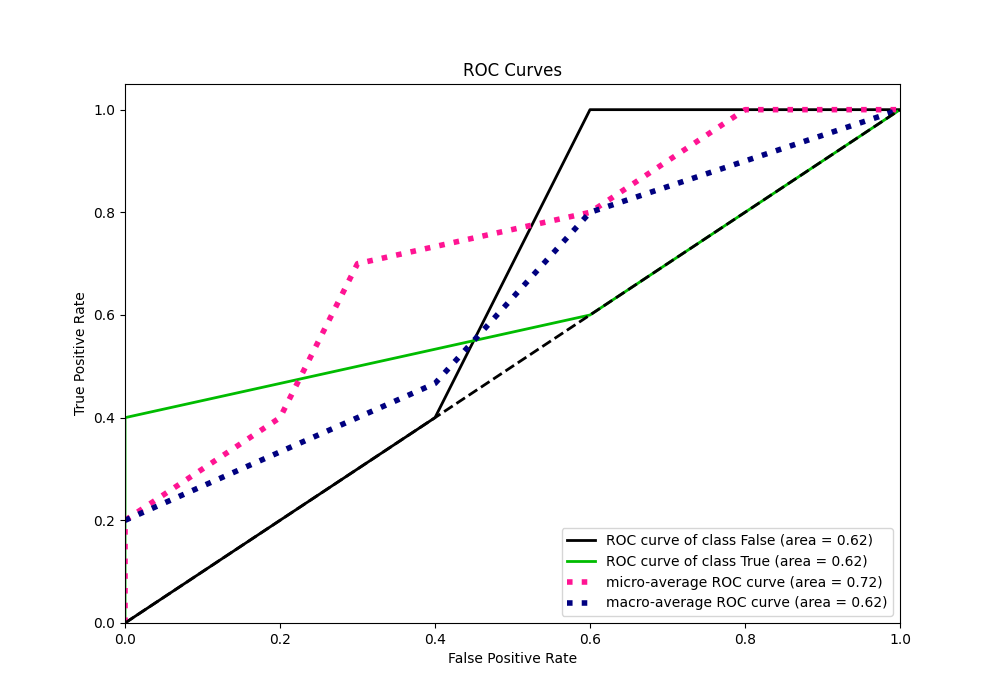 ROC Curves
True Positive Rate
1.0
0.8
0.6
0.4
0.2
0.0
ROC curve of class False (area = 0.62)
ROC curve of class True (area = 0.62)
micro-average ROC curve (area = 0.72)
macro-average ROC curve (area = 0.62)
0.0 0.2 0.4 0.6 0.8 1.0
False Positive Rate